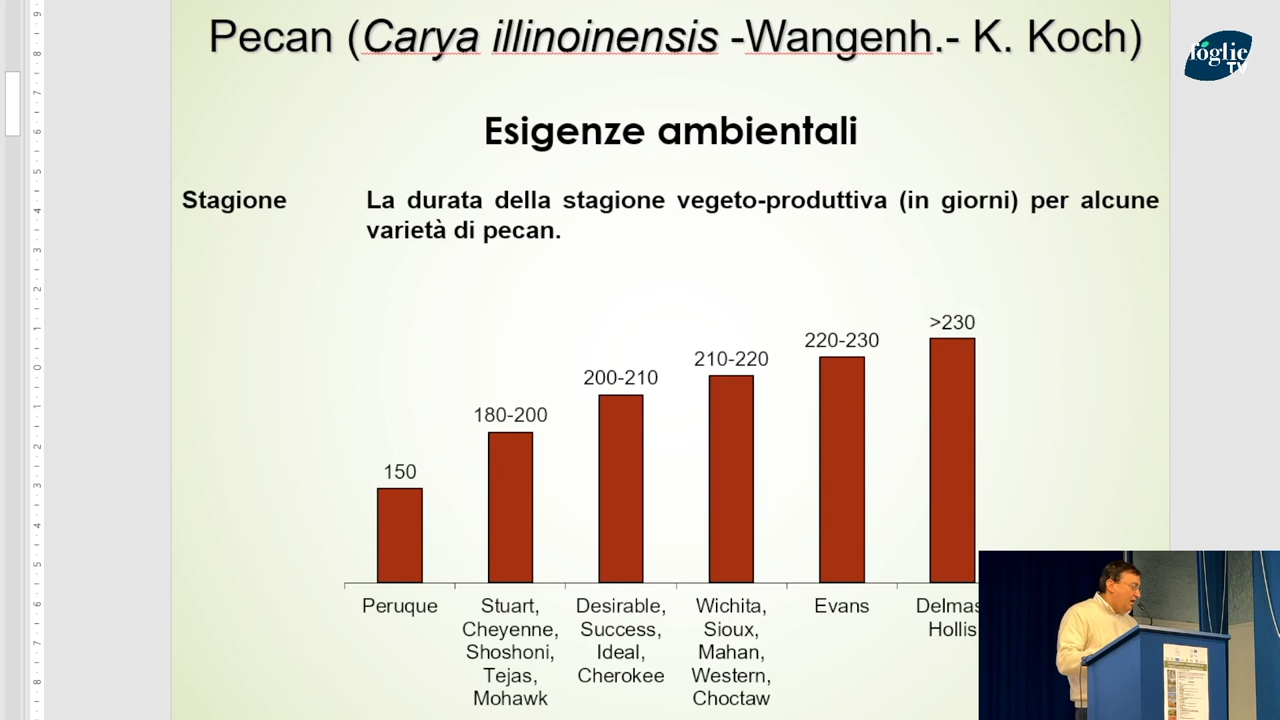 Pecan (Carya illinoinensis -Wangenh.- K. Koch)
fòglie
TV
Esigenze ambientali
Stagione
La durata della stagione vegeto-produttiva (in giorni) per alcune
varietà di pecan.
150
180-200
200-210
210-220
220-230
>230
Peruque
Stuart,
Cheyenne,
Shoshoni,
Tejas,
Mohawk
Desirable,
Success,
Ideal,
Cherokee
Wichita,
Sioux,
Mahan,
Western,
Choctaw
Evans
Delmas
Hollis